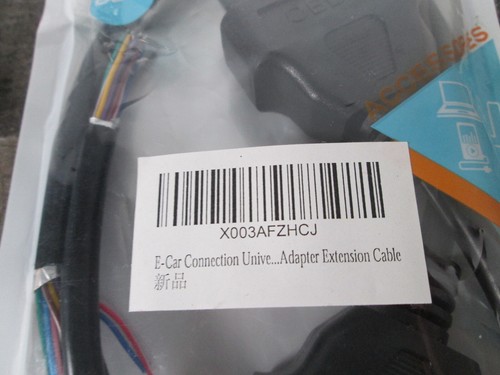 ACCESSORIES
X003AFZHCJ
E-Car Connection Unive...Adapter Extension Cable
新品